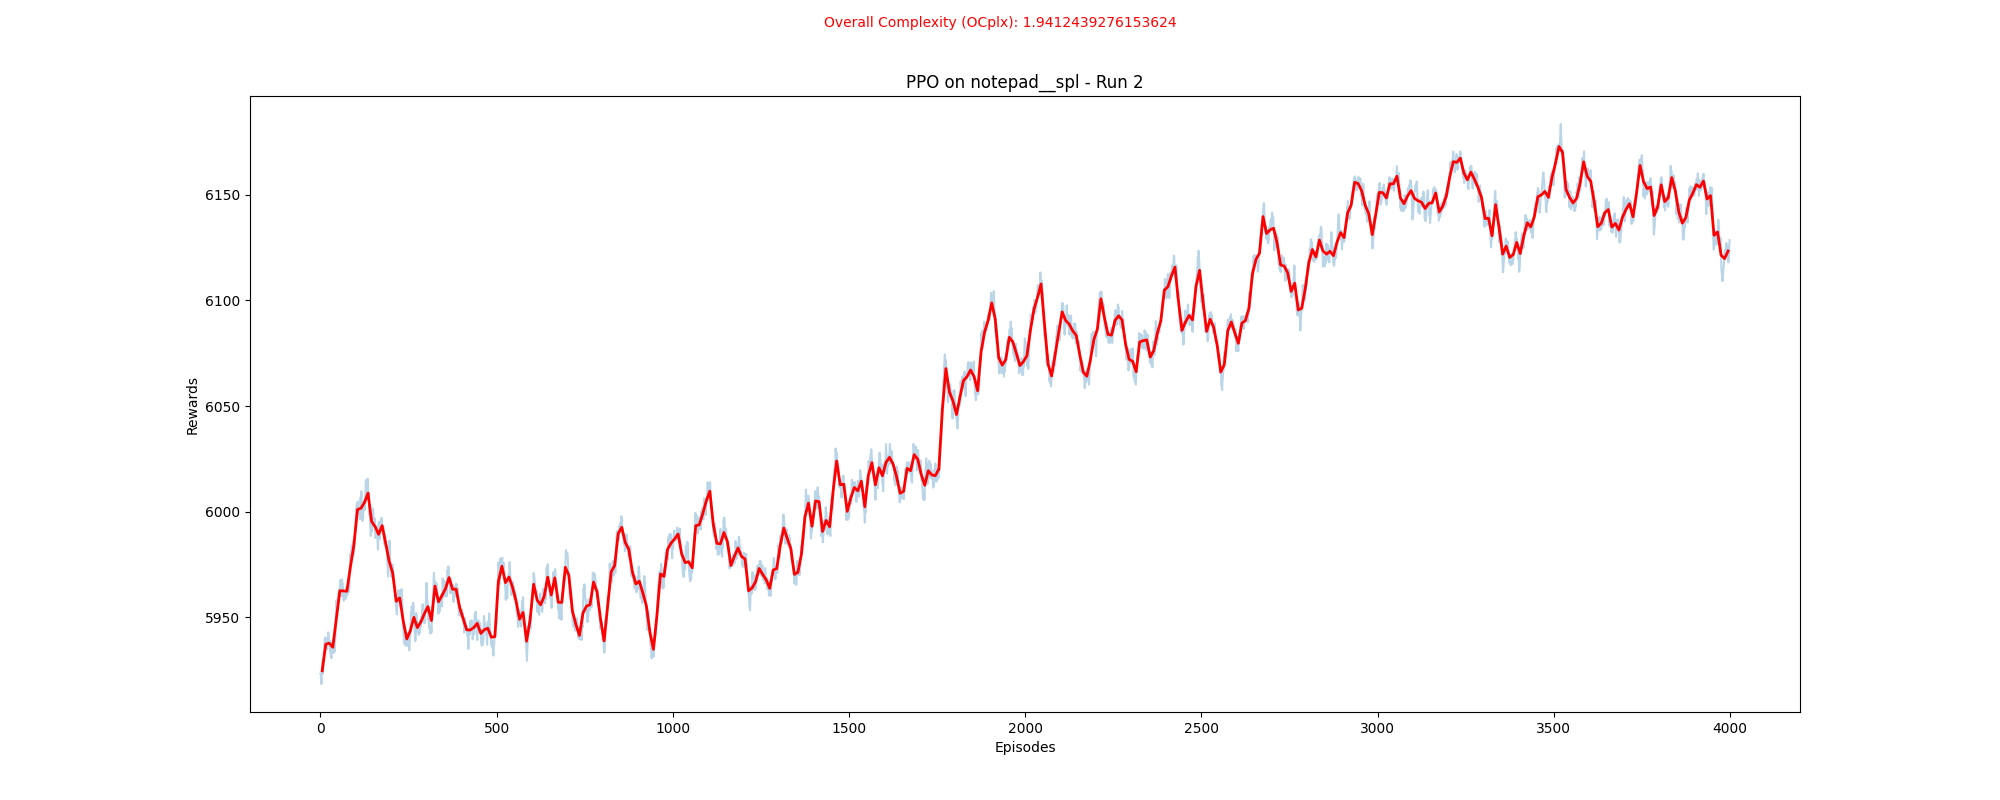 Overall Complexity (OCplx): 1.9412439276153624
PPO on notepad__spl - Run 2
Rewards
6150
6100
6050
6000
5950
0 500 1000 1500 2000 2500 3000 3500 4000
Episodes